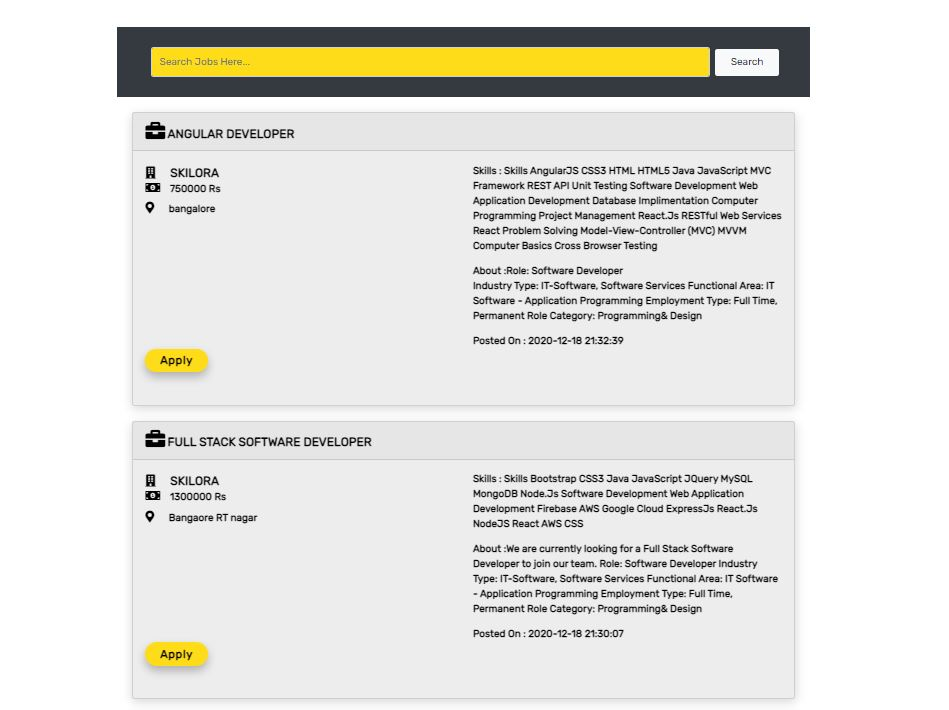 Search Jobs Here...
Search
ANGULAR DEVELOPER
SKILORA
750000 Rs
bangalore
Skills : Skills AngularJS CSS3 HTML HTML5 Java JavaScript MVC
Framework REST API Unit Testing Software Development Web
Application Development Database Implimentation Computer
Programming Project Management React.Js RESTful Web Services
React Problem Solving Model-View-Controller (MVC) MVVM
Computer Basics Cross Browser Testing
About :Role: Software Developer
Industry Type: IT-Software, Software Services Functional Area: IT
Software - Application Programming Employment Type: Full Time,
Permanent Role Category: Programming& Design
Posted On : 2020-12-18 21:32:39
Apply
FULL STACK SOFTWARE DEVELOPER
SKILORA
1300000 Rs
Bangaore RT nagar
Skills : Skills Bootstrap CSS3 Java JavaScript JQuery MySQL
MongoDB Node.Js Software Development Web Application
Development Firebase AWS Google Cloud ExpressJs React.Js
NodeJS React AWS CSS
About :We are currently looking for a Full Stack Software
Developer to join our team. Role: Software Developer Industry
Type: IT-Software, Software Services Functional Area: IT Software
- Application Programming Employment Type: Full Time,
Permanent Role Category: Programming& Design
Posted On : 2020-12-18 21:30:07
Apply